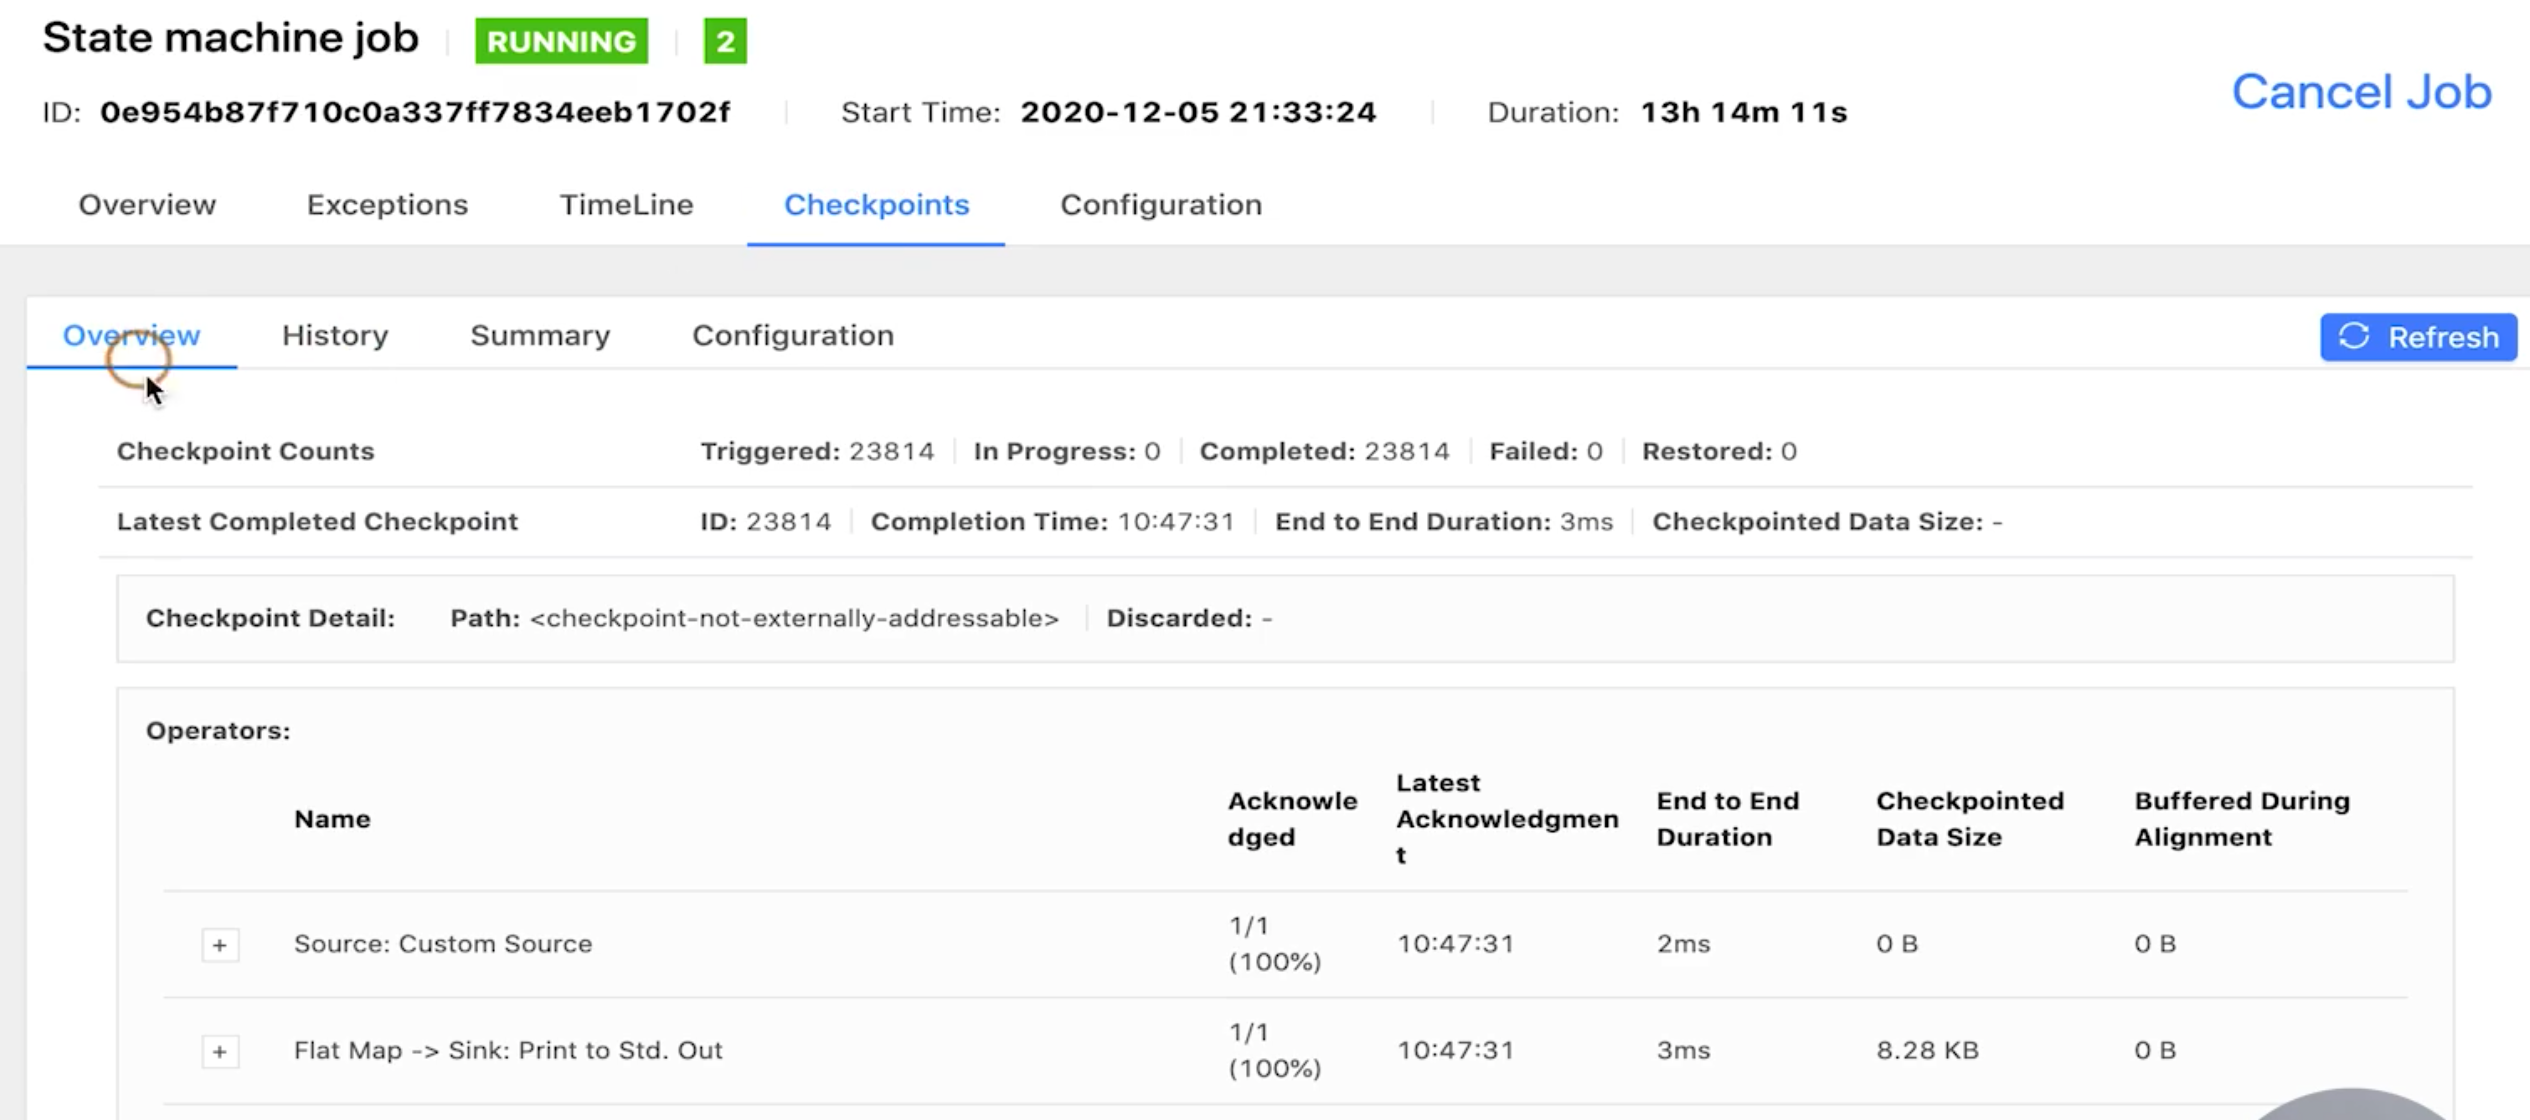 State machine job RUNNING 2
ID: 0e954b87f710c0a337ff7834eeb1702f Start Time: 2020-12-05 21:33:24 Duration: 13h 14m 11s Cancel Job
Overview Exceptions TimeLine Checkpoints Configuration
Overview History Summary Configuration Refresh
Checkpoint Counts Triggered: 23814 In Progress: 0 Completed: 23814 Failed: 0 Restored: 0
Latest Completed Checkpoint ID: 23814 Completion Time: 10:47:31 End to End Duration: 3ms Checkpointed Data Size: -
Checkpoint Detail: Path: <checkpoint-not-externally-addressable> Discarded: -
Operators:
Name
Acknowle
dged
Latest
Acknowledgmen
t
End to End
Duration
Checkpointed
Data Size
Buffered During
Alignment
+ Source: Custom Source
1/1
(100%)
10:47:31 2ms 0 B 0 B
+ Flat Map -> Sink: Print to Std. Out
1/1
(100%)
10:47:31 3ms 8.28 KB 0 B